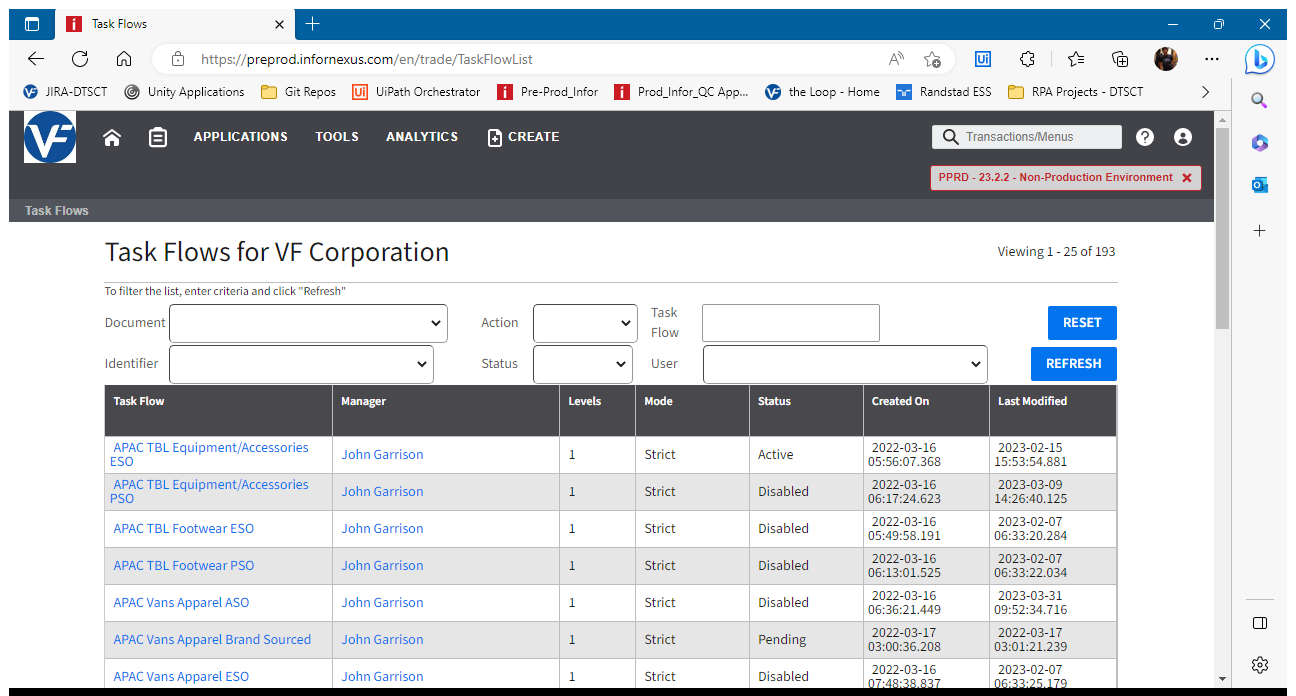 Task Flows
https://preprod.infornexus.com/en/trade/TaskFlowList
JIRA-DTSCT
Unity Applications
Git Repos
UiPath Orchestrator
Pre-Prod_Infor
Prod_Infor_QC App...
the Loop - Home
Randstad ESS
RPA Projects - DTSCT
VF
APPLICATIONS
TOOLS
ANALYTICS
CREATE
Transactions/Menus
PPRD - 23.2.2 - Non-Production Environment
Task Flows
Task Flows for VF Corporation
Viewing 1 - 25 of 193
To filter the list, enter criteria and click "Refresh"
Document
Action
Task
Flow
RESET
Identifier
Status
User
REFRESH
Task Flow Manager Levels Mode Status Created On Last Modified
APAC TBL Equipment/Accessories 2022-03-16 2023-02-15
ESO John Garrison 1 Strict Active 05:56:07.368 15:53:54.881
APAC TBL Equipment/Accessories 2022-03-16 2023-03-09
PSO John Garrison 1 Strict Disabled 06:17:24.623 14:26:40.125
APAC TBL Footwear ESO John Garrison 1 Strict Disabled 2022-03-16 2023-02-07
05:49:58.191 06:33:20.284
APAC TBL Footwear PSO John Garrison 1 Strict Disabled 2022-03-16 2023-02-07
06:13:01.525 06:33:22.034
APAC Vans Apparel ASO John Garrison 1 Strict Disabled 2022-03-16 2023-03-31
06:36:21.449 09:52:34.716
APAC Vans Apparel Brand Sourced John Garrison 1 Strict Pending 2022-03-17 2022-03-17
03:00:36.208 03:01:21.239
APAC Vans Apparel ESO John Garrison 1 Strict Disabled 2022-03-16 2023-02-07
07:48:38.837 06:33:25.179